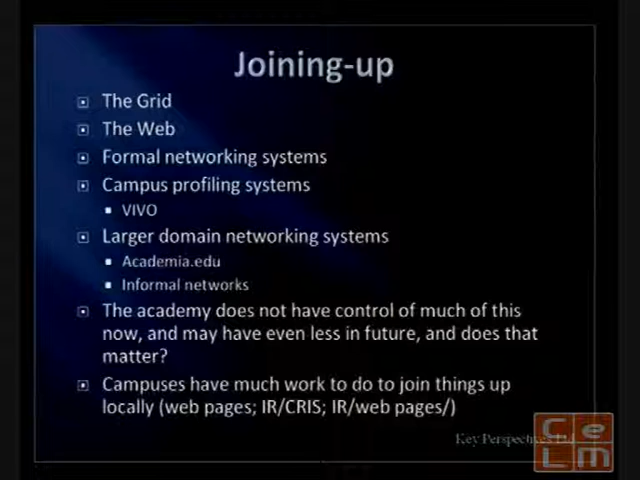 Joining-up
The Grid
The Web
Formal networking systems
Campus profiling systems
VIVO
Larger domain networking systems
Academia.edu
Informal networks
The academy does not have control of much of this
now, and may have even less in future, and does that
matter?
Campuses have much work to do to join things up
locally (web pages; IR/CRIS; IR/web pages/)
Key Perspectives Ltd
C e
L m